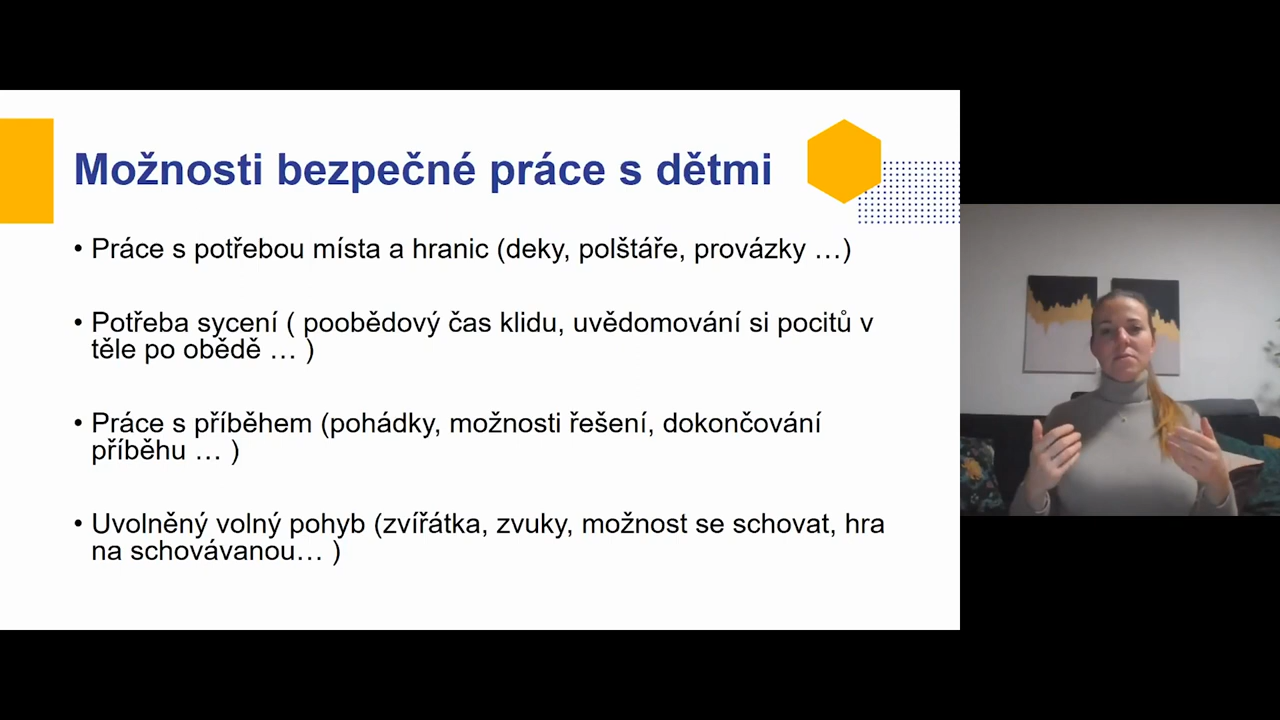 Možnosti bezpečné práce s dětmi
• Práce s potřebou místa a hranic (deky, polštáře, provázky …)
• Potřeba sycení ( poobědový čas klidu, uvědomování si pocitů v
těle po obědě … )
• Práce s příběhem (pohádky, možnosti řešení, dokončování
příběhu … )
• Uvolněný volný pohyb (zvířátka, zvuky, možnost se schovat, hra
na schovávanou… )